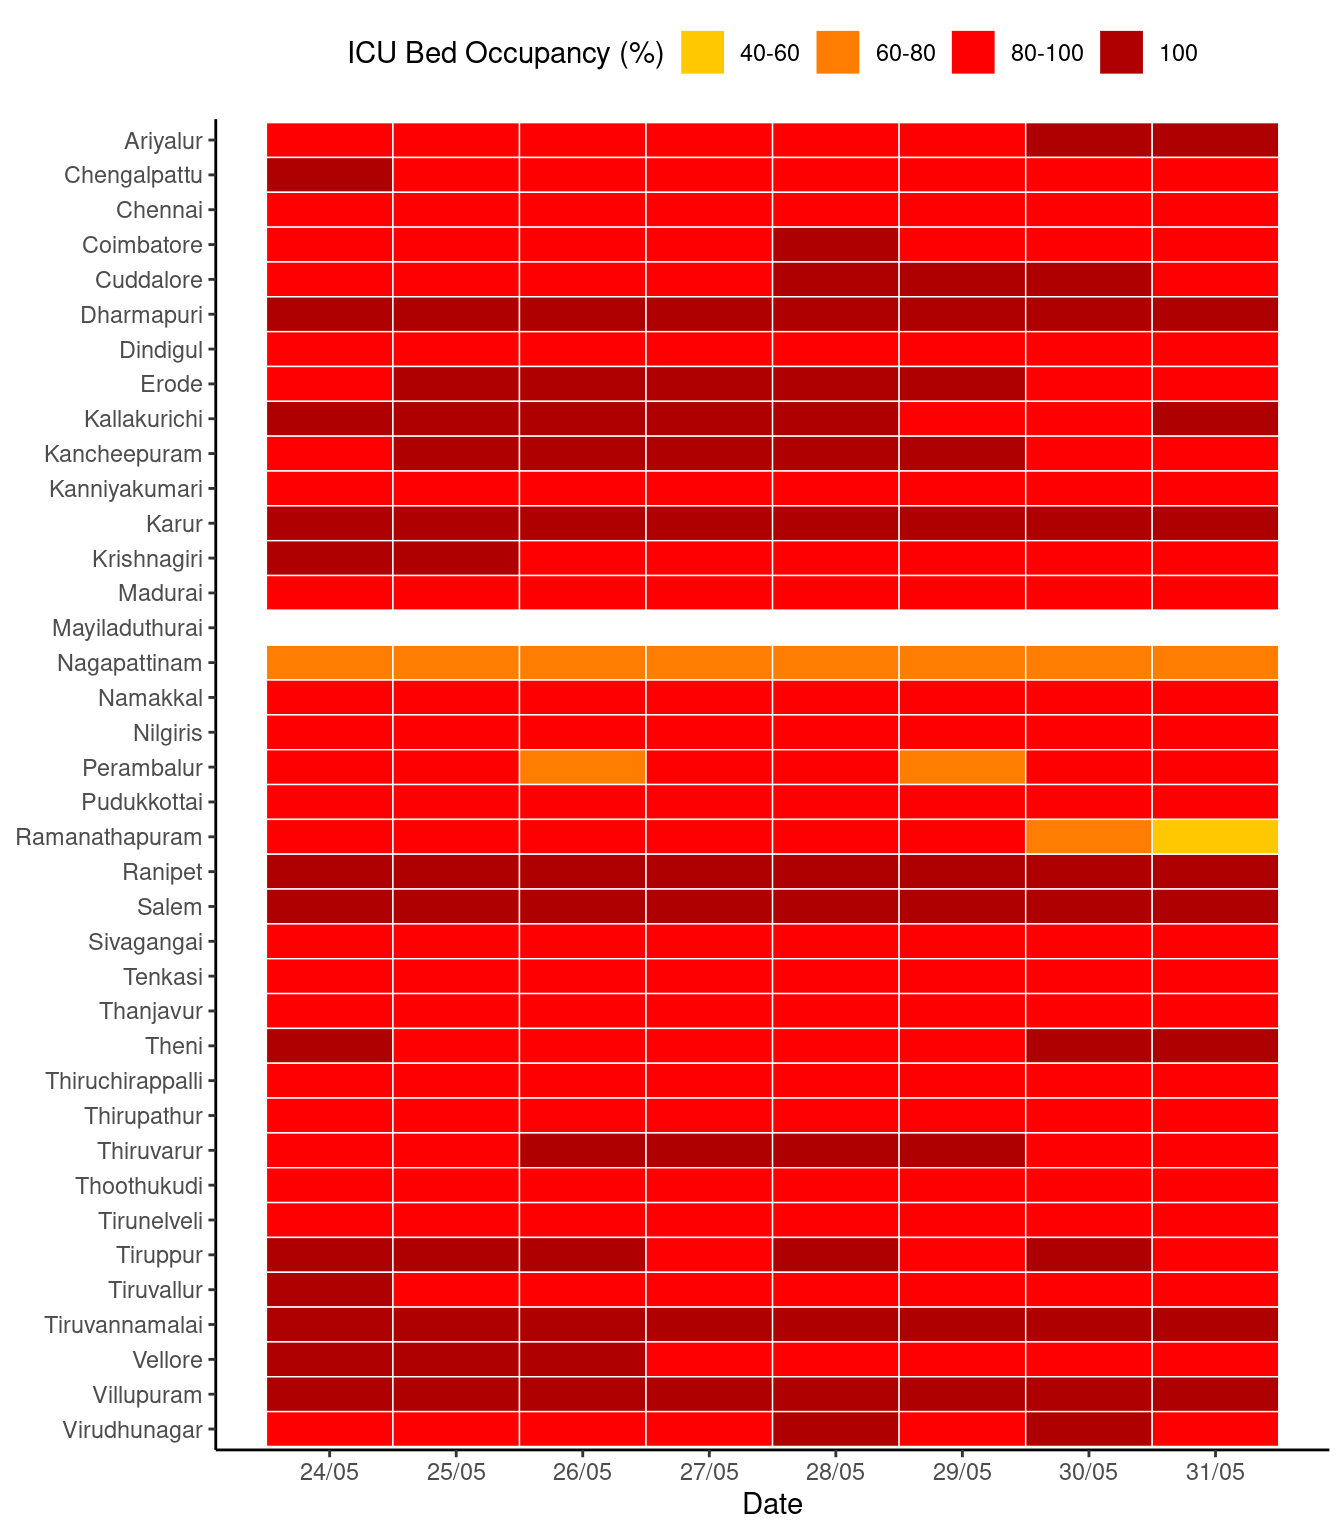 ICU Bed Occupancy (%) 40-60 60-80 80-100 100
Ariyalur
Chengalpattu
Chennai
Coimbatore
Cuddalore
Dharmapuri
Dindigul
Erode
Kallakurichi
Kancheepuram
Kanniyakumari
Karur
Krishnagiri
Madurai
Mayiladuthurai
Nagapattinam
Namakkal
Nilgiris
Perambalur
Pudukkottai
Ramanathapuram
Ranipet
Salem
Sivagangai
Tenkasi
Thanjavur
Theni
Thiruchirappalli
Thirupathur
Thiruvarur
Thoothukudi
Tirunelveli
Tiruppur
Tiruvallur
Tiruvannamalai
Vellore
Villupuram
Virudhunagar
24/05 25/05 26/05 27/05 28/05 29/05 30/05 31/05
Date